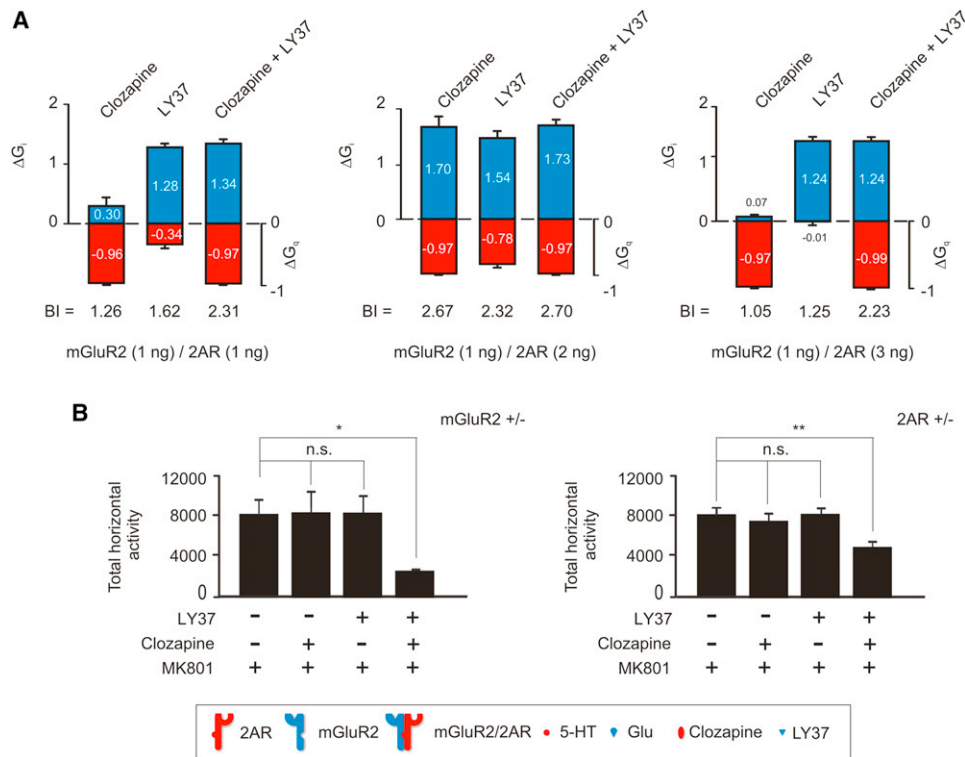 A
Clozapine LY37 Clozapine + LY37
2
1
0
ΔGi
0.30 1.28 1.34
-0.96 -0.34 -0.97
0
-1
ΔGq
BI = 1.26 1.62 2.31
mGluR2 (1 ng) / 2AR (1 ng)
Clozapine LY37 Clozapine + LY37
2
1
0
ΔGi
1.70 1.54 1.73
-0.97 -0.78 -0.97
0
-1
ΔGq
BI = 2.67 2.32 2.70
mGluR2 (1 ng) / 2AR (2 ng)
Clozapine LY37 Clozapine + LY37
2
1
0
ΔGi
0.07 1.24 1.24
-0.97 -0.01 -0.99
0
-1
ΔGq
BI = 1.05 1.25 2.23
mGluR2 (1 ng) / 2AR (3 ng)
B
mGluR2 +/-
*
n.s.
12000
8000
4000
0
Total horizontal
activity
LY37 - - + +
Clozapine - + - +
MK801 + + + +
2AR +/-
**
n.s.
12000
8000
4000
0
Total horizontal
activity
LY37 - - + +
Clozapine - + - +
MK801 + + + +
2AR mGluR2 mGluR2/2AR 5-HT Glu Clozapine LY37